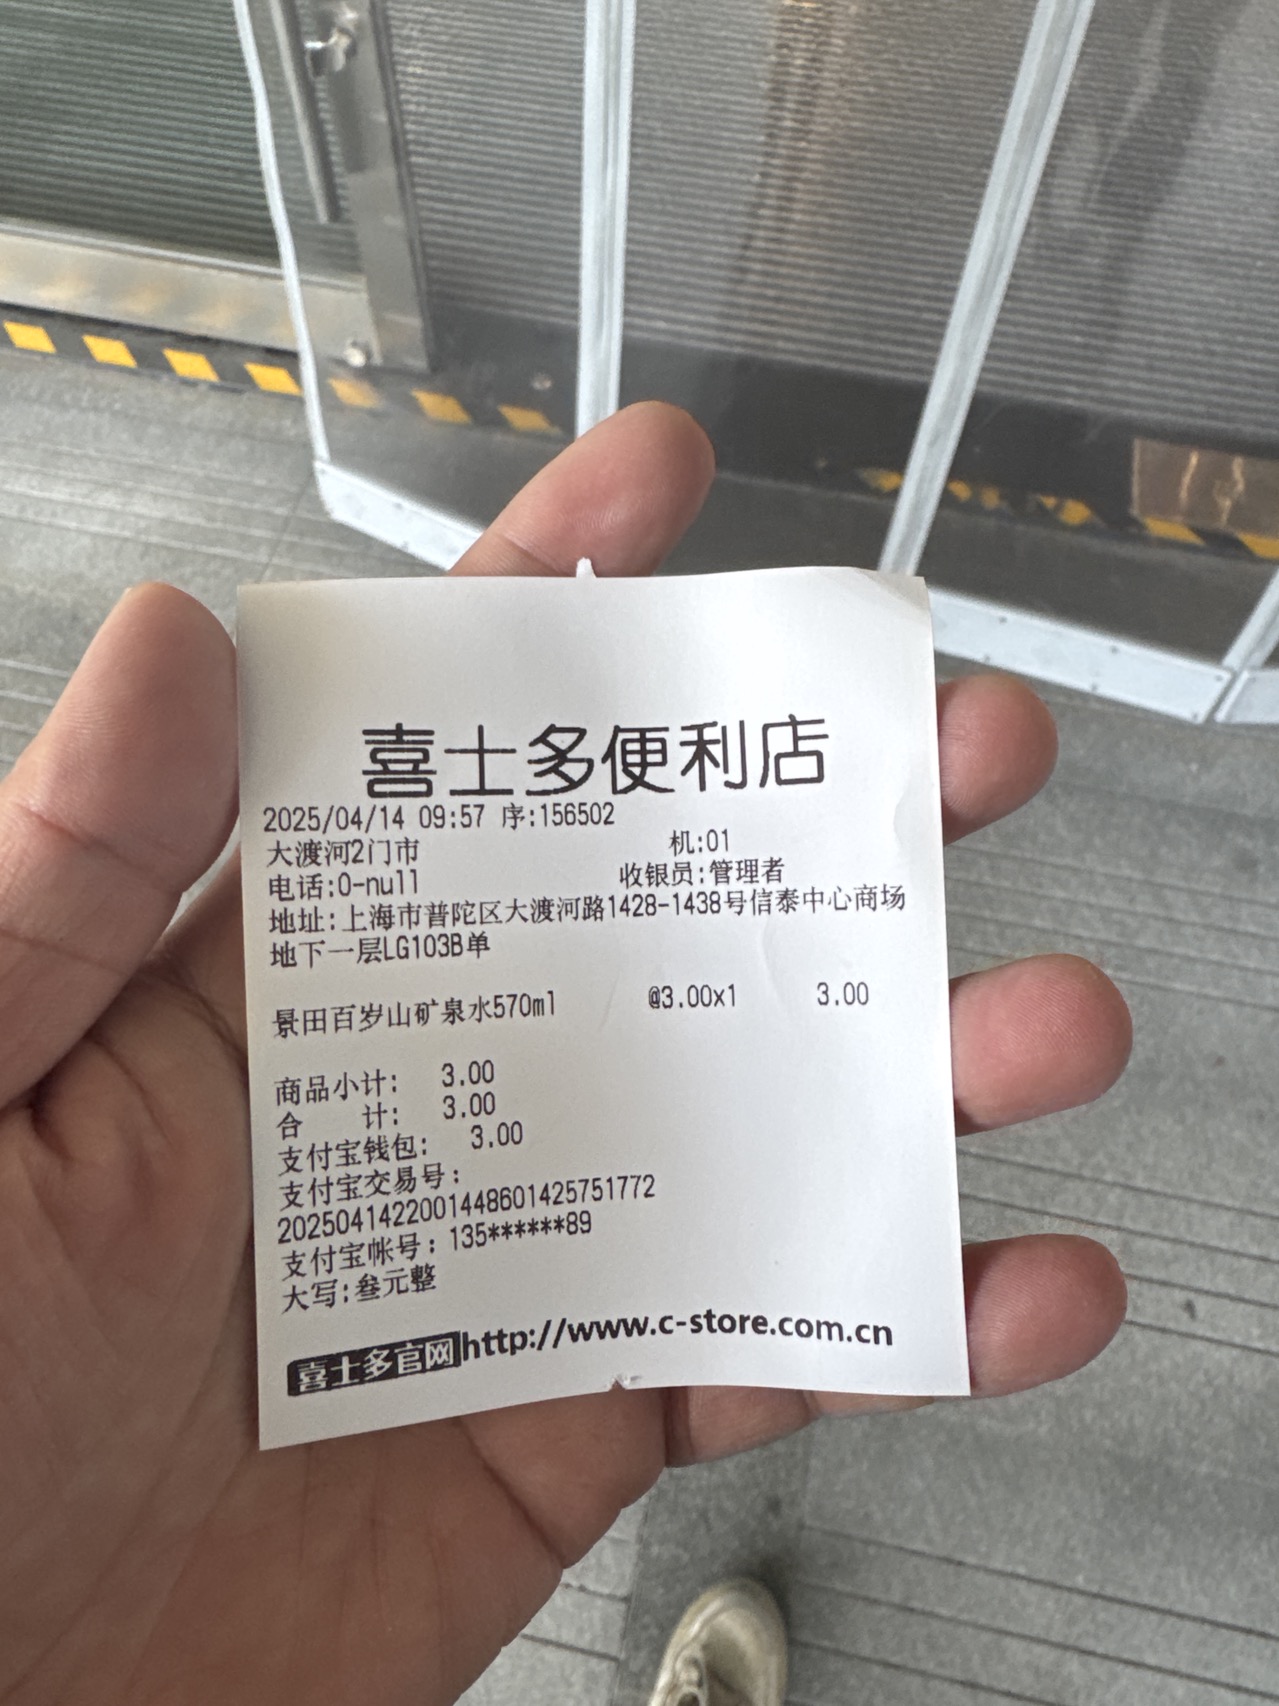 喜士多便利店
2025/04/14 09:57 序:156502
大渡河2门市 机:01
电话:0-null 收银员:管理者
地址:上海市普陀区大渡河路1428-1438号信泰中心商场
地下一层LG103B单
景田百岁山矿泉水570ml @3.00x1 3.00
商品小计: 3.00
合 计: 3.00
支付宝钱包: 3.00
支付宝交易号:
2025041422001448601425751772
支付宝帐号: 135******89
大写:叁元整
喜士多官网http://www.c-store.com.cn